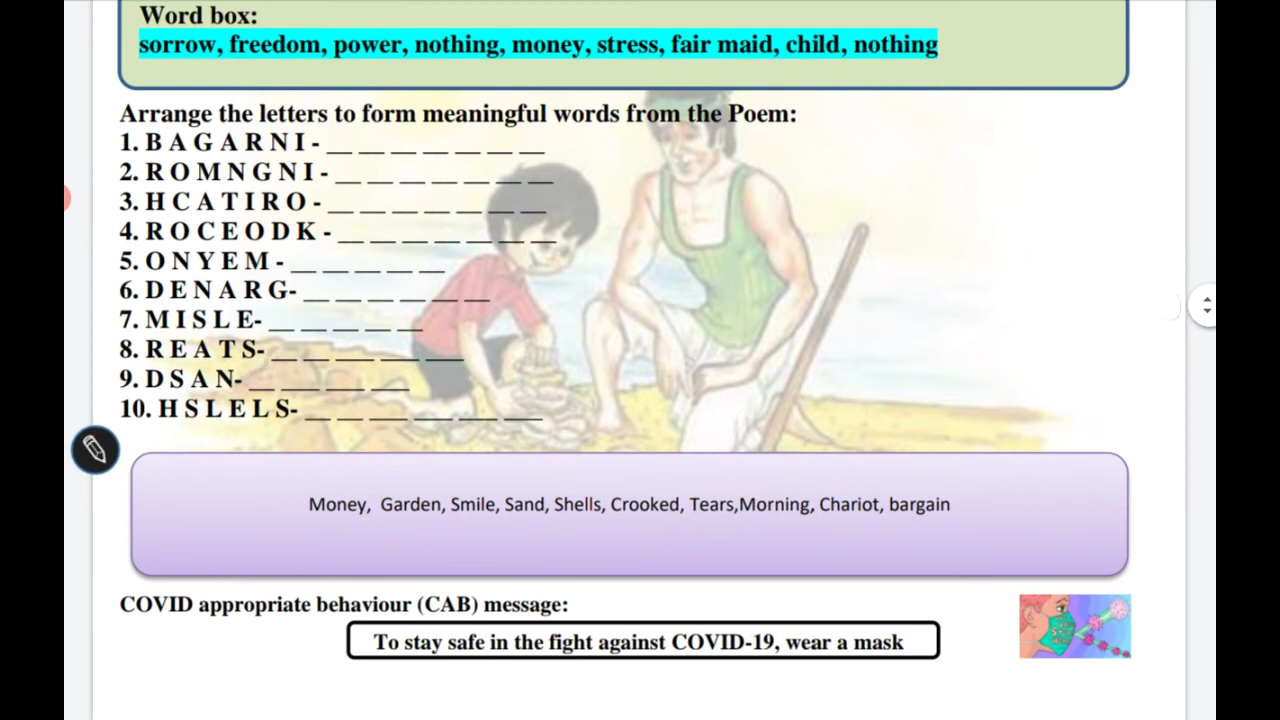 Word box:
sorrow, freedom, power, nothing, money, stress, fair maid, child, nothing
Arrange the letters to form meaningful words from the Poem:
1. B A G A R N I - _ _ _ _ _ _ _
2. R O M N G N I - _ _ _ _ _ _ _
3. H C A T I R O - _ _ _ _ _ _ _
4. R O C E O D K - _ _ _ _ _ _ _
5. O N Y E M - _ _ _ _ _
6. D E N A R G- _ _ _ _ _ _
7. M I S L E- _ _ _ _ _
8. R E A T S- _ _ _ _ _
9. D S A N- _ _ _ _
10. H S L E L S- _ _ _ _ _ _
Money, Garden, Smile, Sand, Shells, Crooked, Tears,Morning, Chariot, bargain
COVID appropriate behaviour (CAB) message:
To stay safe in the fight against COVID-19, wear a mask